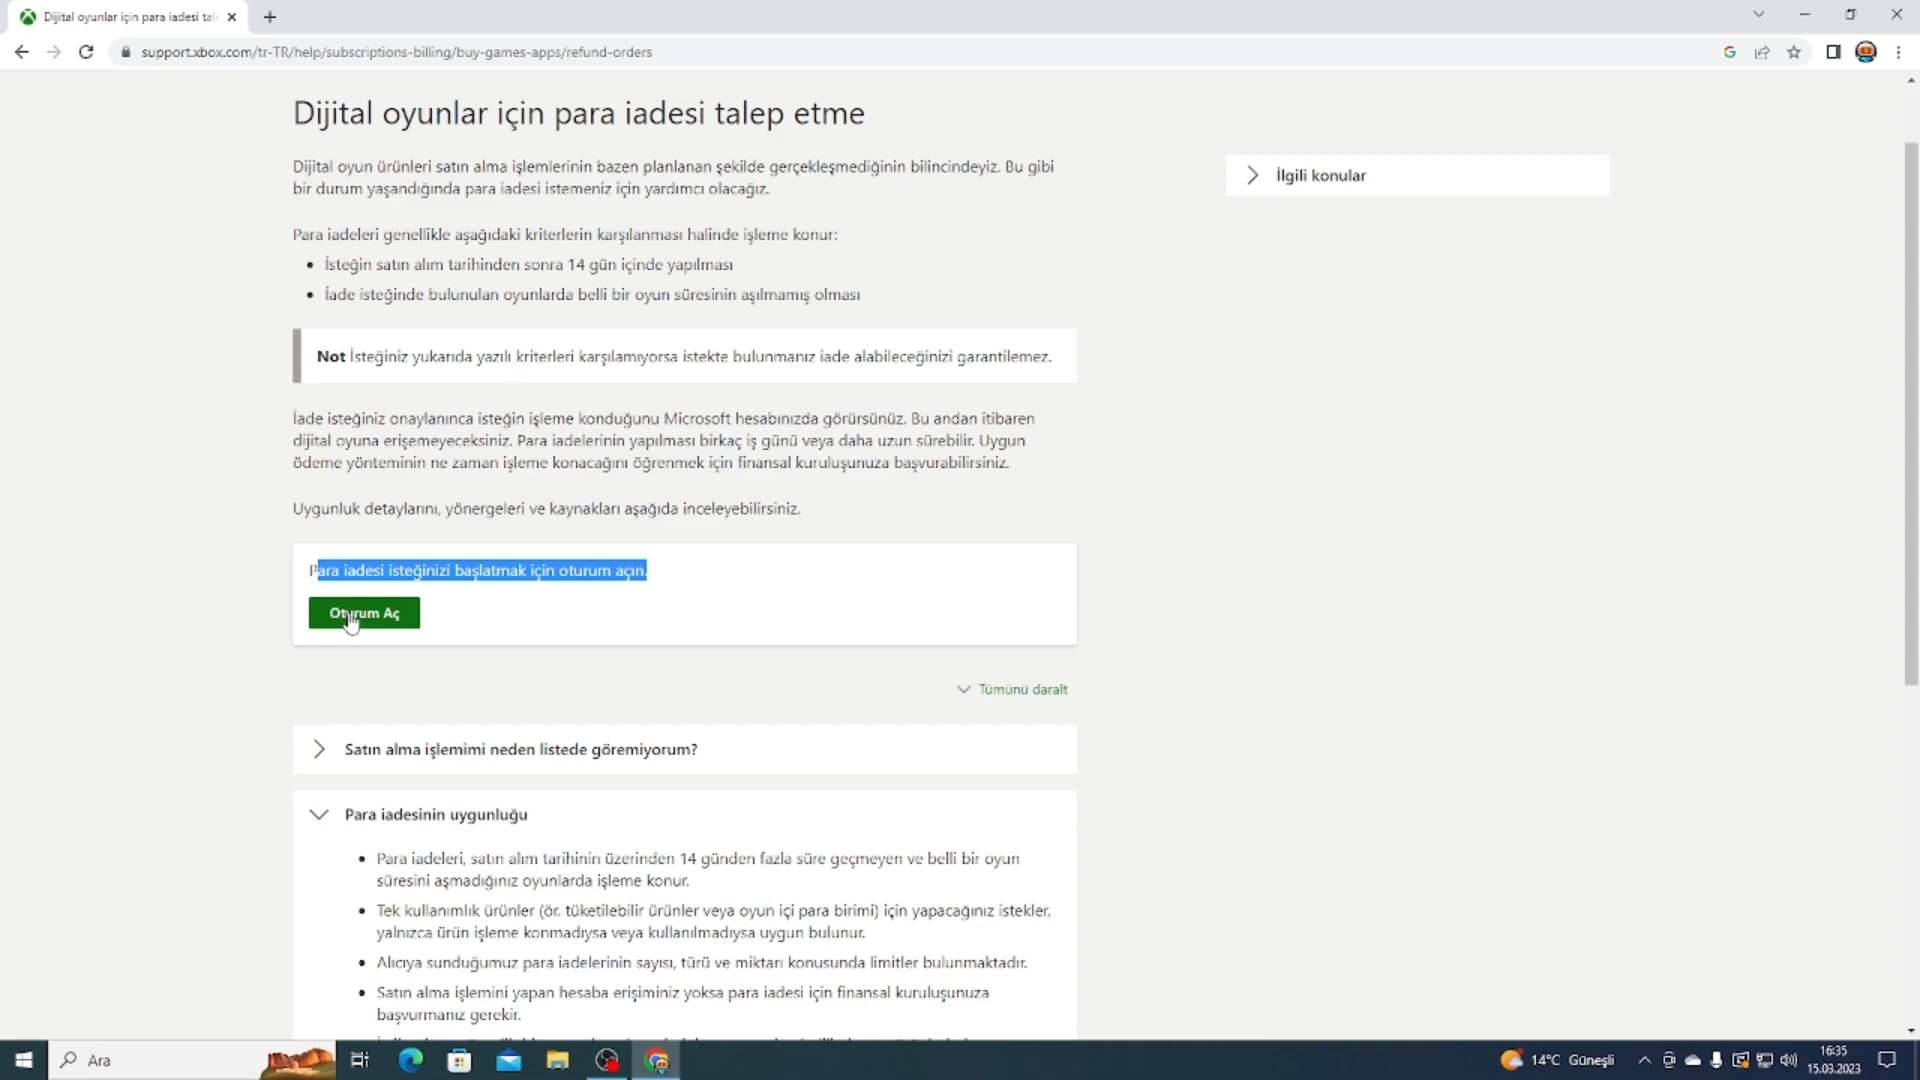 Dijital oyunlar için para iadesi tal
support.xbox.com/tr-TR/help/subscriptions-billing/buy-games-apps/refund-orders
Dijital oyunlar için para iadesi talep etme
Dijital oyun ürünleri satın alma işlemlerinin bazen planlanan şekilde gerçekleşmediğinin bilincindeyiz. Bu gibi
bir durum yaşandığında para iadesi istemeniz için yardımcı olacağız.
İlgili konular
Para iadeleri genellikle aşağıdaki kriterlerin karşılanması halinde işleme konur:
• İsteğin satın alım tarihinden sonra 14 gün içinde yapılması
• İade isteğinde bulunulan oyunlarda belli bir oyun süresinin aşılmamış olması
Not İsteğiniz yukarıda yazılı kriterleri karşılamıyorsa istekte bulunmanız iade alabileceğinizi garantilemez.
İade isteğiniz onaylanınca isteğin işleme konduğunu Microsoft hesabınızda görürsünüz. Bu andan itibaren
dijital oyuna erişemeyeceksiniz. Para iadelerinin yapılması birkaç iş günü veya daha uzun sürebilir. Uygun
ödeme yönteminin ne zaman işleme konacağını öğrenmek için finansal kuruluşunuza başvurabilirsiniz.
Uygunluk detaylarını, yönergeleri ve kaynakları aşağıda inceleyebilirsiniz.
Para iadesi isteğinizi başlatmak için oturum açın.
Oturum Aç
Tümünü daralt
Satın alma işlemimi neden listede göremiyorum?
Para iadesinin uygunluğu
• Para iadeleri, satın alım tarihinin üzerinden 14 günden fazla süre geçmeyen ve belli bir oyun
süresini aşmadığınız oyunlarda işleme konur.
• Tek kullanımlık ürünler (ör. tüketilebilir ürünler veya oyun içi para birimi) için yapacağınız istekler,
yalnızca ürün işleme konmadıysa veya kullanılmadıysa uygun bulunur.
• Alıcıya sunduğumuz para iadelerinin sayısı, türü ve miktarı konusunda limitler bulunmaktadır.
• Satın alma işlemini yapan hesaba erişiminiz yoksa para iadesi için finansal kuruluşunuza
başvurmanız gerekir.
Ara
14°C Güneşli
16:35
15.03.2023